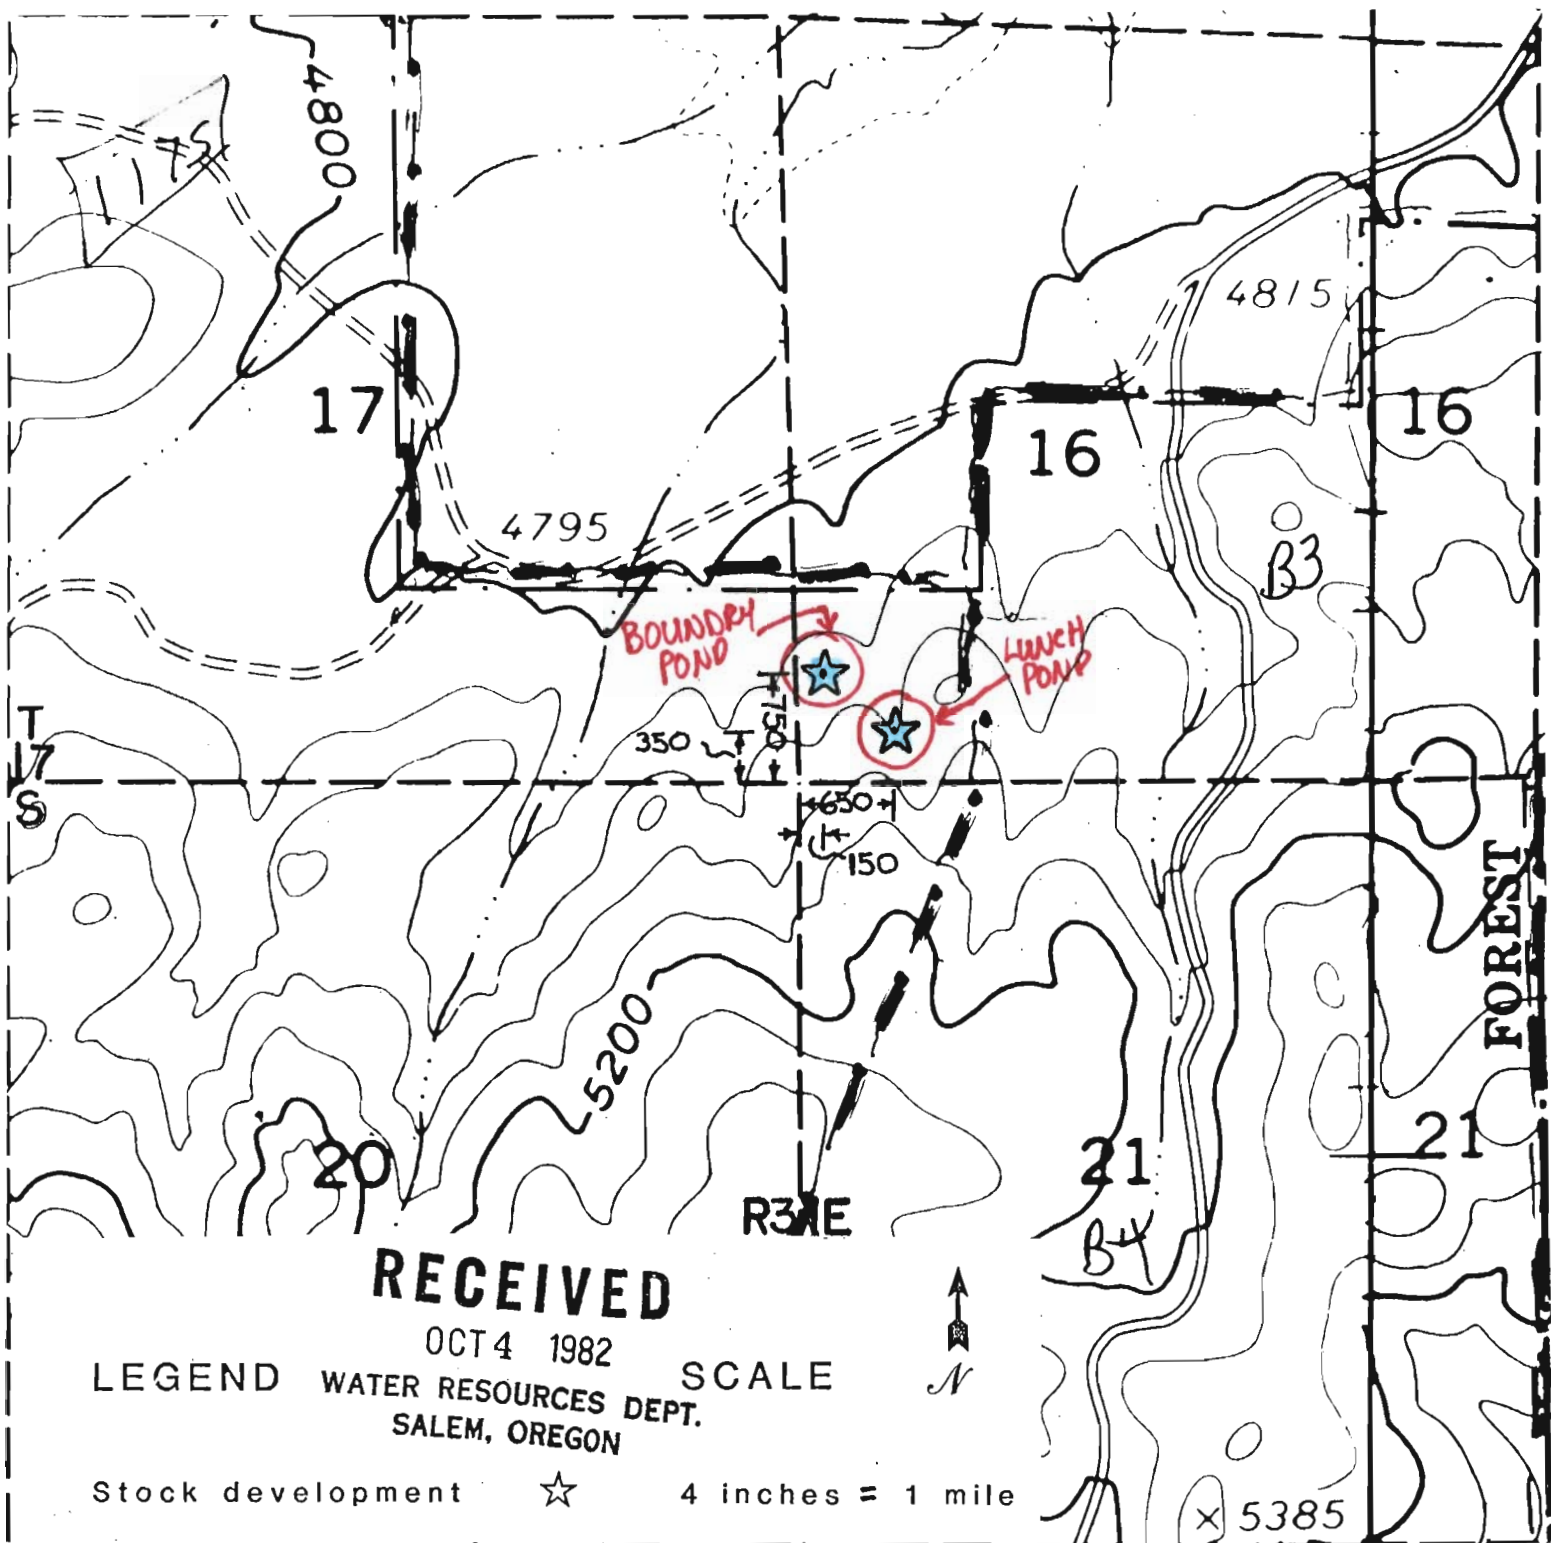 4800
1175
4815
17
16
16
4795
B3
BOUNDRY
POND
LUNCH
POND
T
17
S
750
350
650
150
FOREST
5200
20
21
21
B4
RECEIVED
OCT 4 1982
WATER RESOURCES DEPT.
SALEM, OREGON
LEGEND
SCALE
N
Stock development
4 inches = 1 mile
5385